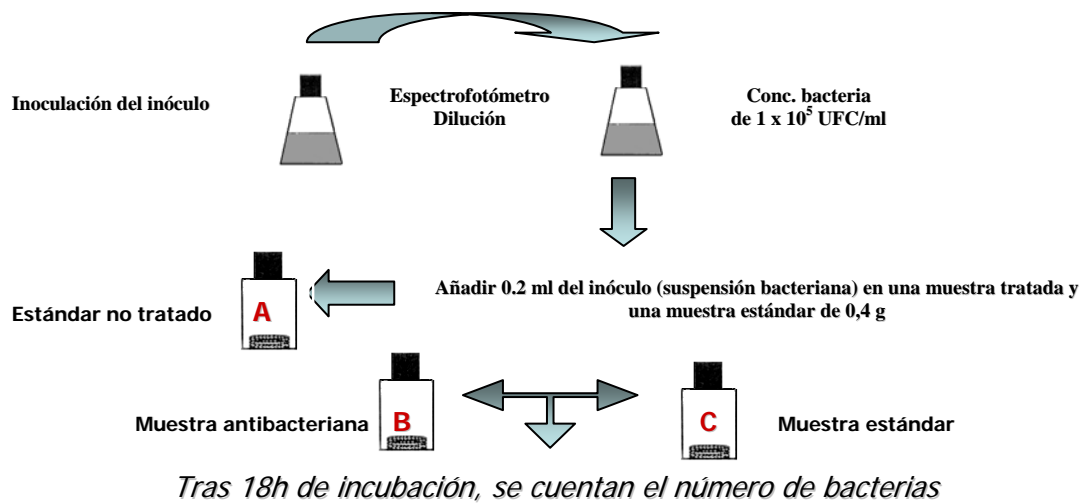 Inoculación del inóculo
Espectrofotómetro
Dilución
Conc. bacteria
de 1 x 10⁵ UFC/ml
Añadir 0.2 ml del inóculo (suspensión bacteriana) en una muestra tratada y
una muestra estándar de 0,4 g
Estándar no tratado
A
Muestra antibacteriana
B
C
Muestra estándar
Tras 18h de incubación, se cuentan el número de bacterias